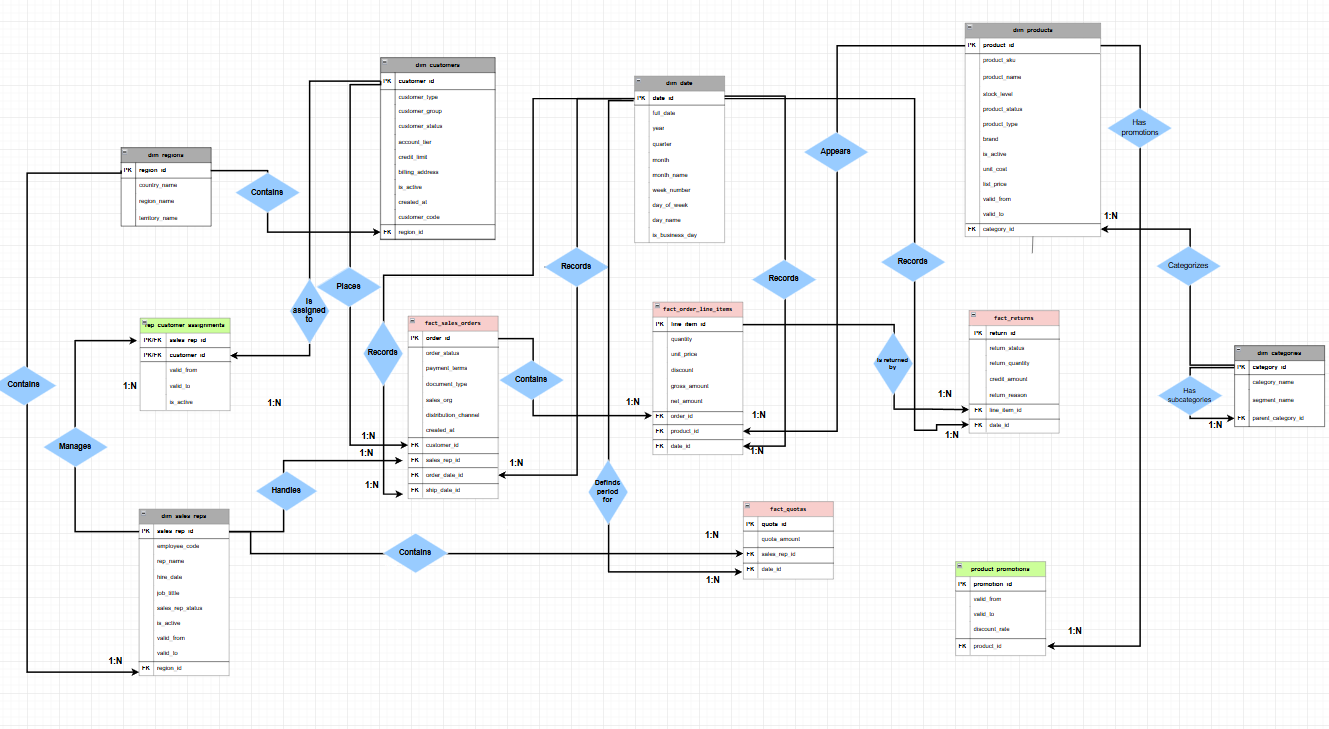 dim_products
PK product_id
product_sku
product_name
stock_level
product_status
product_type
brand
is_active
unit_cost
list_price
valid_from
valid_to
FK category_id
dim_customers
PK customer_id
customer_type
customer_group
customer_status
account_tier
credit_limit
billing_address
is_active
created_at
customer_code
FK region_id
dim_date
PK date_id
full_date
year
quarter
month
month_name
week_number
day_of_week
day_name
is_business_day
Has
promotions
Appears
dim_regions
PK region_id
country_name
region_name
territory_name
Contains
1:N
Categorizes
Records
Records
Records
Places
Is
assigned
to
rep_customer_assignments
PK/FK sales_rep_id
PK/FK customer_id
valid_from
valid_to
is_active
fact_sales_orders
PK order_id
order_status
payment_terms
document_type
sales_org
distribution_channel
created_at
FK customer_id
FK sales_rep_id
FK order_date_id
FK ship_date_id
fact_order_line_items
PK line_item_id
quantity
unit_price
discount
gross_amount
net_amount
FK order_id
FK product_id
FK date_id
fact_returns
PK return_id
return_status
return_quantity
credit_amount
return_reason
FK line_item_id
FK date_id
dim_categories
PK category_id
category_name
segment_name
FK parent_category_id
Records
Is returned
by
Contains
Contains
1:N
1:N
1:N
1:N
1:N
Has
subcategories
1:N
1:N
1:N
1:N
1:N
1:N
1:N
Manages
Handles
Definds
period
for
dim_sales_reps
PK sales_rep_id
employee_code
rep_name
hire_date
job_title
sales_rep_status
is_active
valid_from
valid_to
FK region_id
fact_quotas
PK quota_id
quota_amount
FK sales_rep_id
FK date_id
1:N
Contains
1:N
product_promotions
PK promotion_id
valid_from
valid_to
discount_rate
FK product_id
1:N
1:N